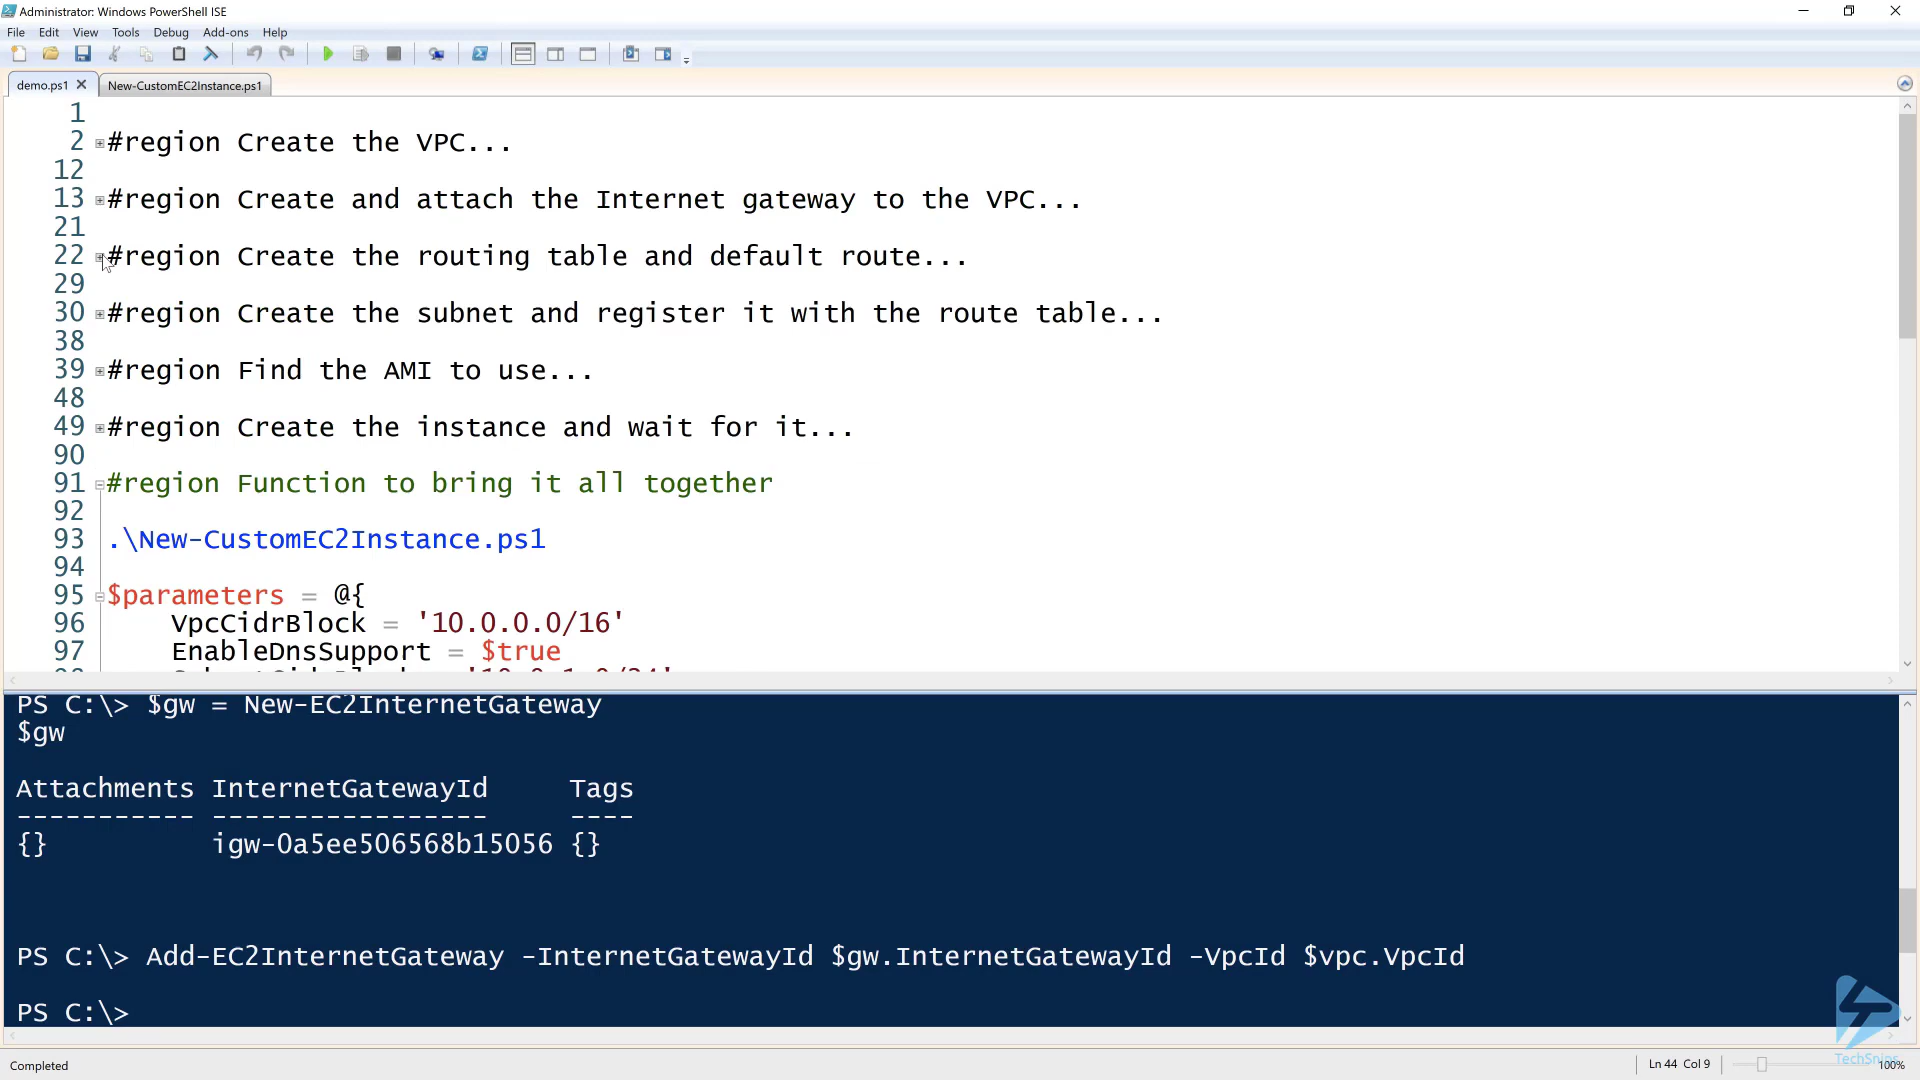 Administrator: Windows PowerShell ISE
File Edit View Tools Debug Add-ons Help
demo.ps1 New-CustomEC2Instance.ps1
1
2 #region Create the VPC...
12
13 #region Create and attach the Internet gateway to the VPC...
21
22 #region Create the routing table and default route...
29
30 #region Create the subnet and register it with the route table...
38
39 #region Find the AMI to use...
48
49 #region Create the instance and wait for it...
90
91 #region Function to bring it all together
92
93 .\New-CustomEC2Instance.ps1
94
95 $parameters = @{
96 VpcCidrBlock = '10.0.0.0/16'
97 EnableDnsSupport = $true
PS C:\> $gw = New-EC2InternetGateway
$gw
Attachments InternetGatewayId Tags
----------- ----------------- ----
{} igw-0a5ee506568b15056 {}
PS C:\> Add-EC2InternetGateway -InternetGatewayId $gw.InternetGatewayId -VpcId $vpc.VpcId
PS C:\>
TechSnips
Completed Ln 44 Col 9 100%